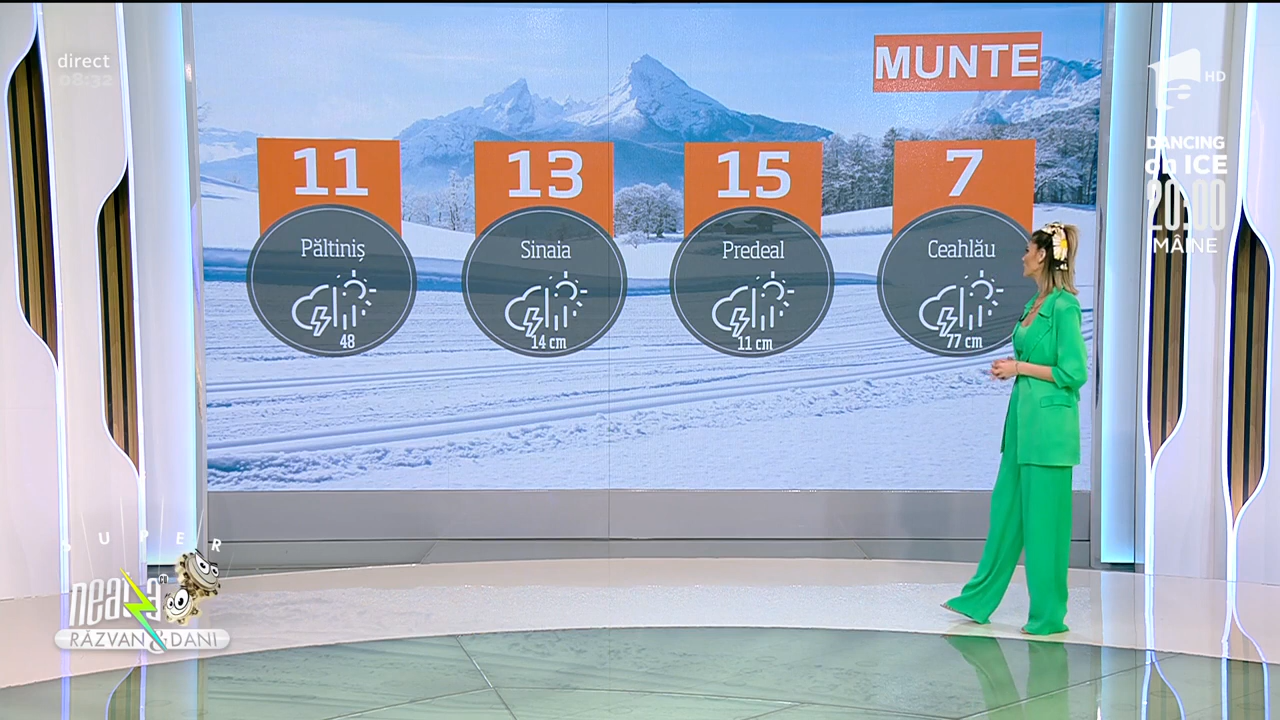 direct
08:32
MUNTE
HD
DANCING
on ICE
20:00
MÂINE
11
Păltiniș
48
13
Sinaia
14 cm
15
Predeal
11 cm
7
Ceahlău
77 cm
SUPER
neatza
cu
RĂZVAN & DANI